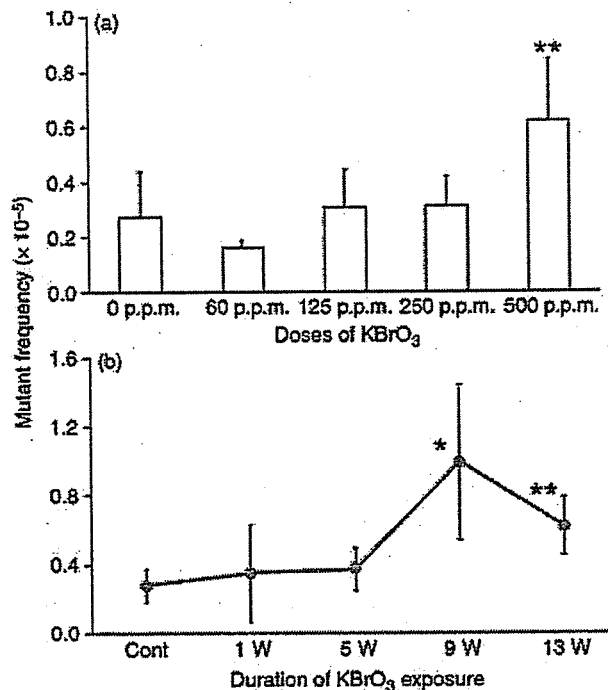 (a)
**
1.0
0.8
0.6
0.4
0.2
0.0
0 p.p.m. 60 p.p.m. 125 p.p.m. 250 p.p.m. 500 p.p.m.
Doses of KBrO₃
Mutant frequency (× 10⁻⁵)
(b)
1.6
1.2
0.8
0.4
0.0
*
**
Cont 1 W 5 W 9 W 13 W
Duration of KBrO₃ exposure